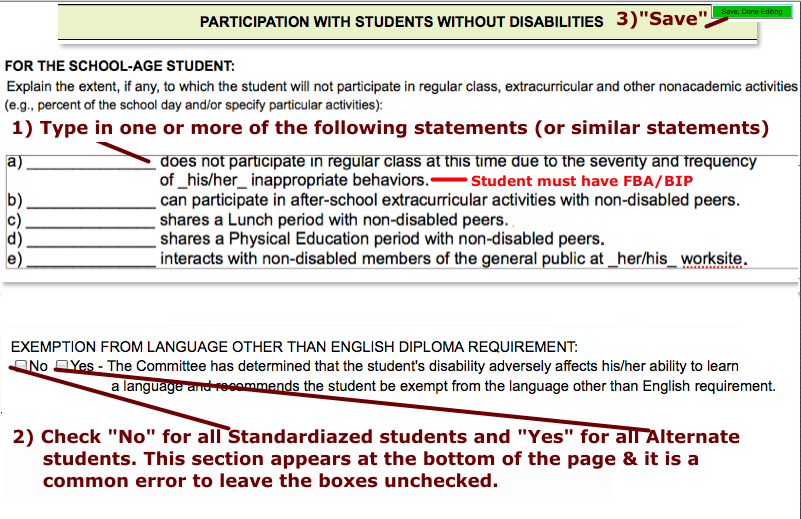 PARTICIPATION WITH STUDENTS WITHOUT DISABILITIES 3)"Save" Save, Done Editing
FOR THE SCHOOL-AGE STUDENT:
Explain the extent, if any, to which the student will not participate in regular class, extracurricular and other nonacademic activities
(e.g., percent of the school day and/or specify particular activities):
1) Type in one or more of the following statements (or similar statements)
a) ________________ does not participate in regular class at this time due to the severity and frequency
of _his/her_ inappropriate behaviors. Student must have FBA/BIP
b) ________________ can participate in after-school extracurricular activities with non-disabled peers.
c) ________________ shares a Lunch period with non-disabled peers.
d) ________________ shares a Physical Education period with non-disabled peers.
e) ________________ interacts with non-disabled members of the general public at _her/his_ worksite.
EXEMPTION FROM LANGUAGE OTHER THAN ENGLISH DIPLOMA REQUIREMENT:
No Yes - The Committee has determined that the student's disability adversely affects his/her ability to learn
a language and recommends the student be exempt from the language other than English requirement.
2) Check "No" for all Standardiazed students and "Yes" for all Alternate
students. This section appears at the bottom of the page & it is a
common error to leave the boxes unchecked.